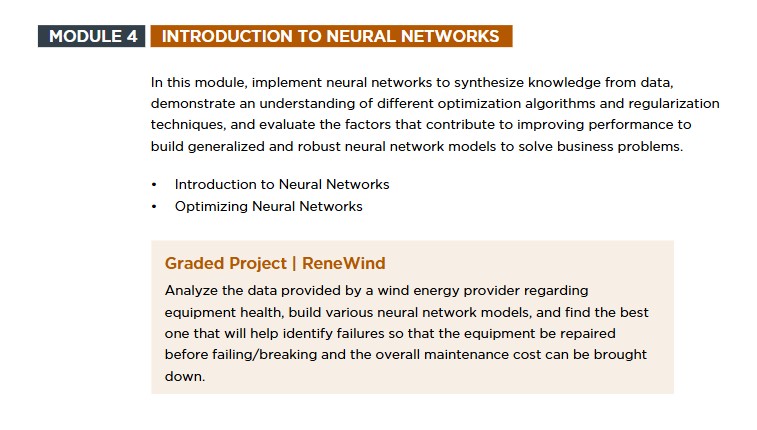 MODULE 4 INTRODUCTION TO NEURAL NETWORKS
In this module, implement neural networks to synthesize knowledge from data,
demonstrate an understanding of different optimization algorithms and regularization
techniques, and evaluate the factors that contribute to improving performance to
build generalized and robust neural network models to solve business problems.
• Introduction to Neural Networks
• Optimizing Neural Networks
Graded Project | ReneWind
Analyze the data provided by a wind energy provider regarding
equipment health, build various neural network models, and find the best
one that will help identify failures so that the equipment be repaired
before failing/breaking and the overall maintenance cost can be brought
down.